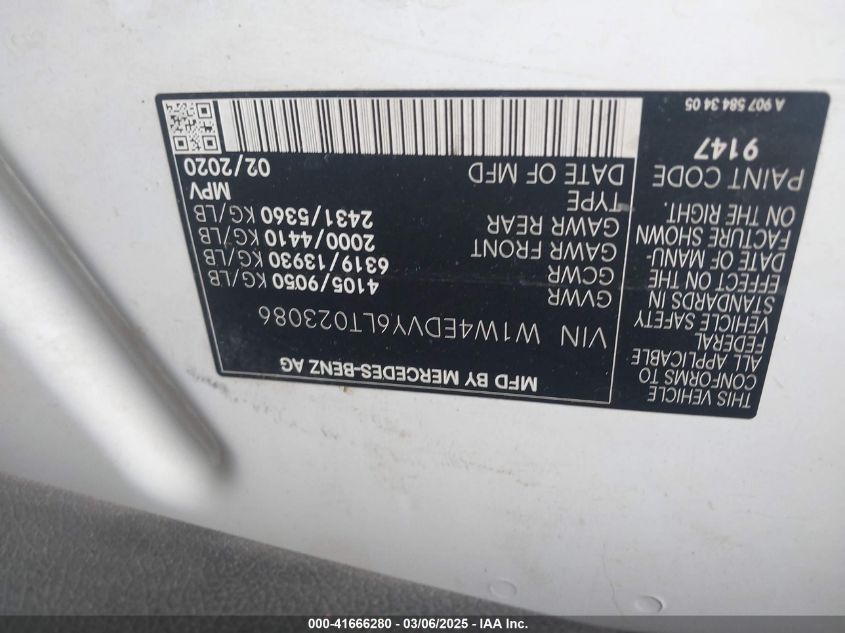 THIS VEHICLE
CONFORMS TO
ALL APPLICABLE
FEDERAL
VEHICLE SAFETY
STANDARDS IN
EFFECT ON THE
DATE OF MANU-
FACTURE SHOWN
ON THE RIGHT.
PAINT CODE
9147
A 907 584 34 05
MFD BY MERCEDES-BENZ AG
VIN W1W4EDVY6LT023086
GVWR 4105/9050 KG/LB
GCWR 6319/13930 KG/LB
GAWR FRONT 2000/4410 KG/LB
GAWR REAR 2431/5360 KG/LB
TYPE MPV
DATE OF MFD 02/2020
000-41666280 - 03/06/2025 - IAA Inc.